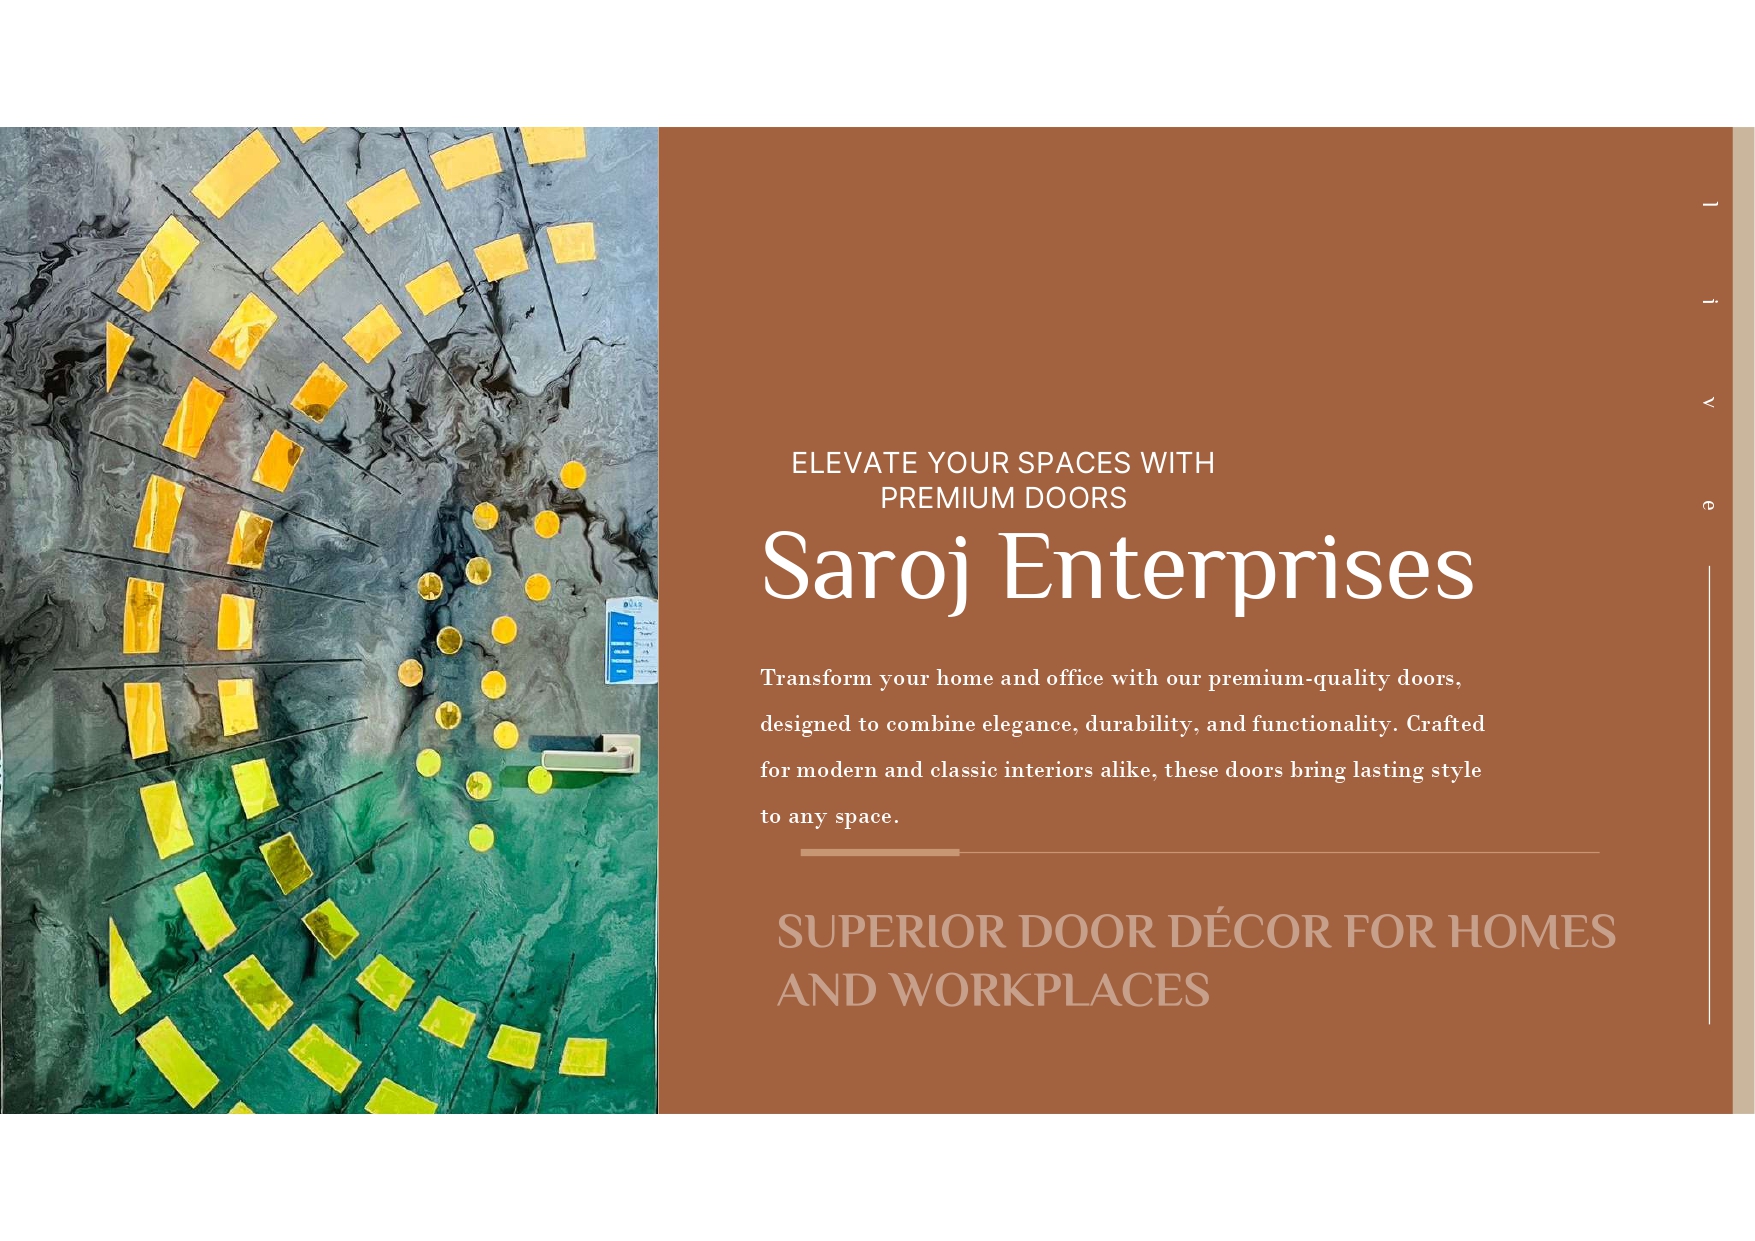 ELEVATE YOUR SPACES WITH
PREMIUM DOORS
Saroj Enterprises
Transform your home and office with our premium-quality doors,
designed to combine elegance, durability, and functionality. Crafted
for modern and classic interiors alike, these doors bring lasting style
to any space.
SUPERIOR DOOR DÉCOR FOR HOMES
AND WORKPLACES
live